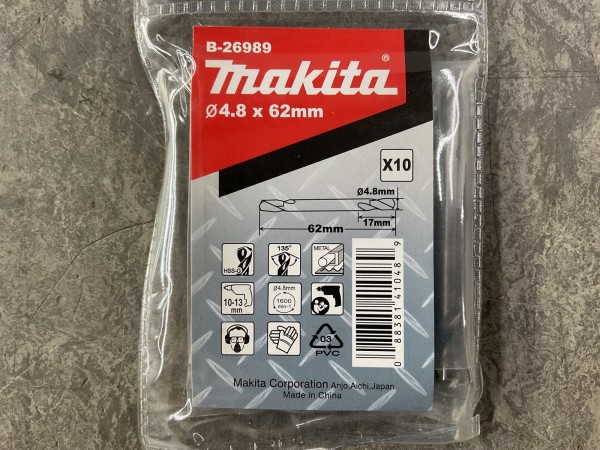 B-26989
makita®
Ø4.8 x 62mm
X10
Ø4.8mm
62mm
17mm
135°
METAL
10-13
mm
Ø4.8mm
1600
min-1
03
PVC
0 88381 41048 9
Makita Corporation Anjo,Aichi,Japan
Made in China